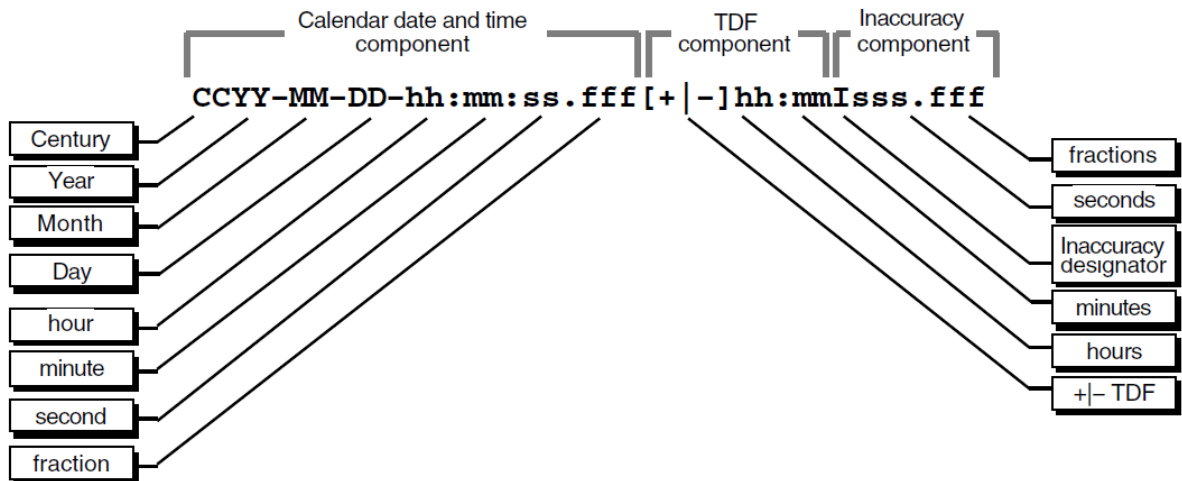 Calendar date and time
component
TDF
component
Inaccuracy
component
CCYY-MM-DD-hh:mm:ss.fff[+|-]hh:mmIsss.fff
Century
Year
Month
Day
hour
minute
second
fraction
fractions
seconds
Inaccuracy
designator
minutes
hours
+|– TDF